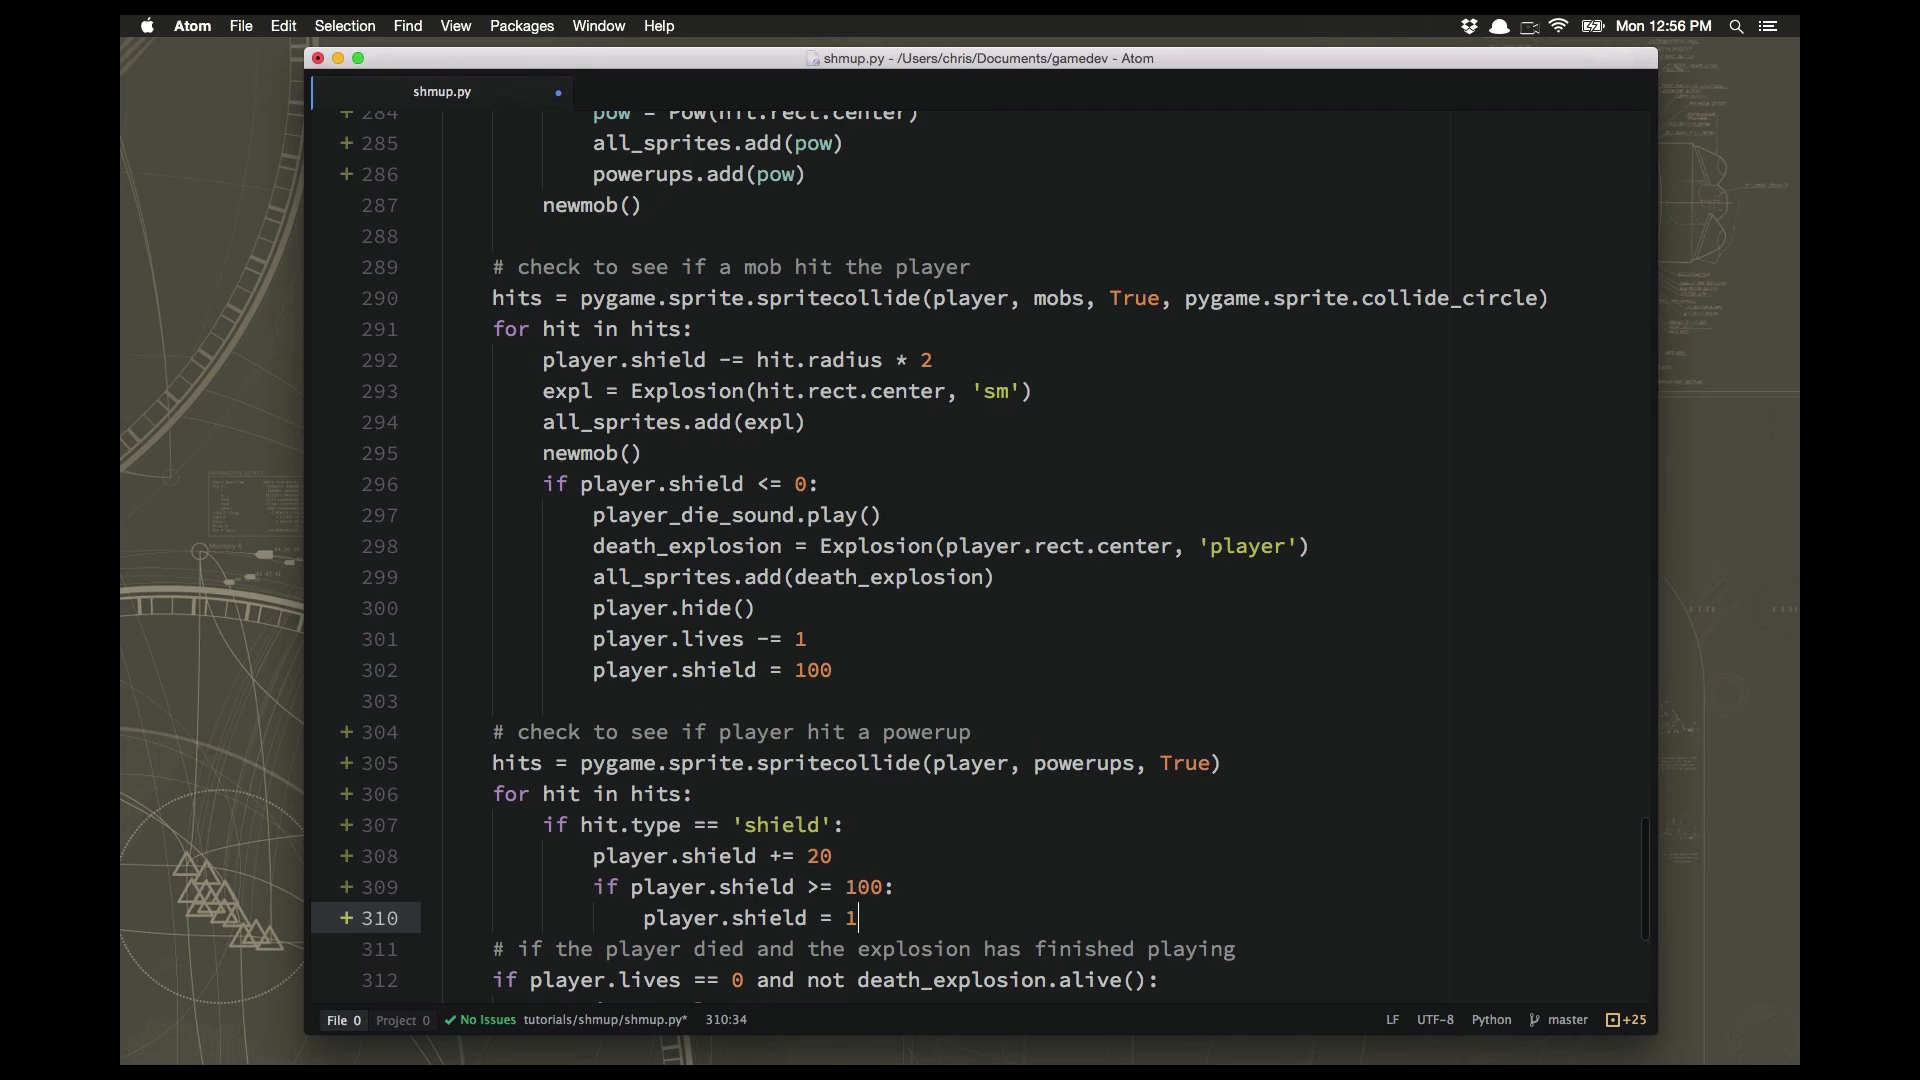 Atom File Edit Selection Find View Packages Window Help Mon 12:56 PM
shmup.py - /Users/chris/Documents/gamedev - Atom
shmup.py
+ 284 pow = Pow(hit.rect.center)
+ 285 all_sprites.add(pow)
+ 286 powerups.add(pow)
287 newmob()
288
289 # check to see if a mob hit the player
290 hits = pygame.sprite.spritecollide(player, mobs, True, pygame.sprite.collide_circle)
291 for hit in hits:
292 player.shield -= hit.radius * 2
293 expl = Explosion(hit.rect.center, 'sm')
294 all_sprites.add(expl)
295 newmob()
296 if player.shield <= 0:
297 player_die_sound.play()
298 death_explosion = Explosion(player.rect.center, 'player')
299 all_sprites.add(death_explosion)
300 player.hide()
301 player.lives -= 1
302 player.shield = 100
303
+ 304 # check to see if player hit a powerup
+ 305 hits = pygame.sprite.spritecollide(player, powerups, True)
+ 306 for hit in hits:
+ 307 if hit.type == 'shield':
+ 308 player.shield += 20
+ 309 if player.shield >= 100:
+ 310 player.shield = 1
311 # if the player died and the explosion has finished playing
312 if player.lives == 0 and not death_explosion.alive():
File 0 Project 0 No Issues tutorials/shmup/shmup.py* 310:34 LF UTF-8 Python master +25